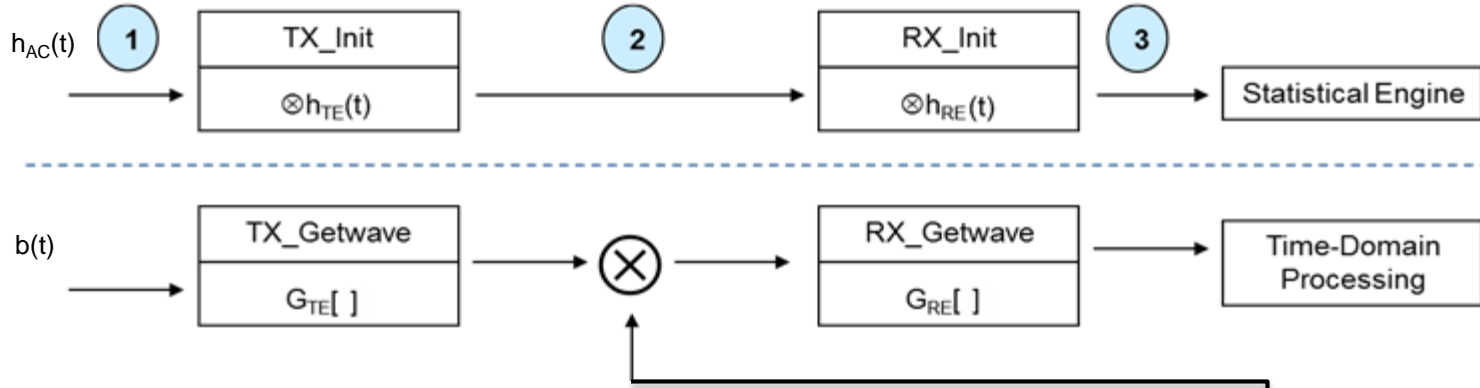 h_AC(t)
1
TX_Init
2
RX_Init
3
⊗h_TE(t)
⊗h_RE(t)
Statistical Engine
b(t)
TX_Getwave
RX_Getwave
Time-Domain
Processing
G_TE[ ]
G_RE[ ]